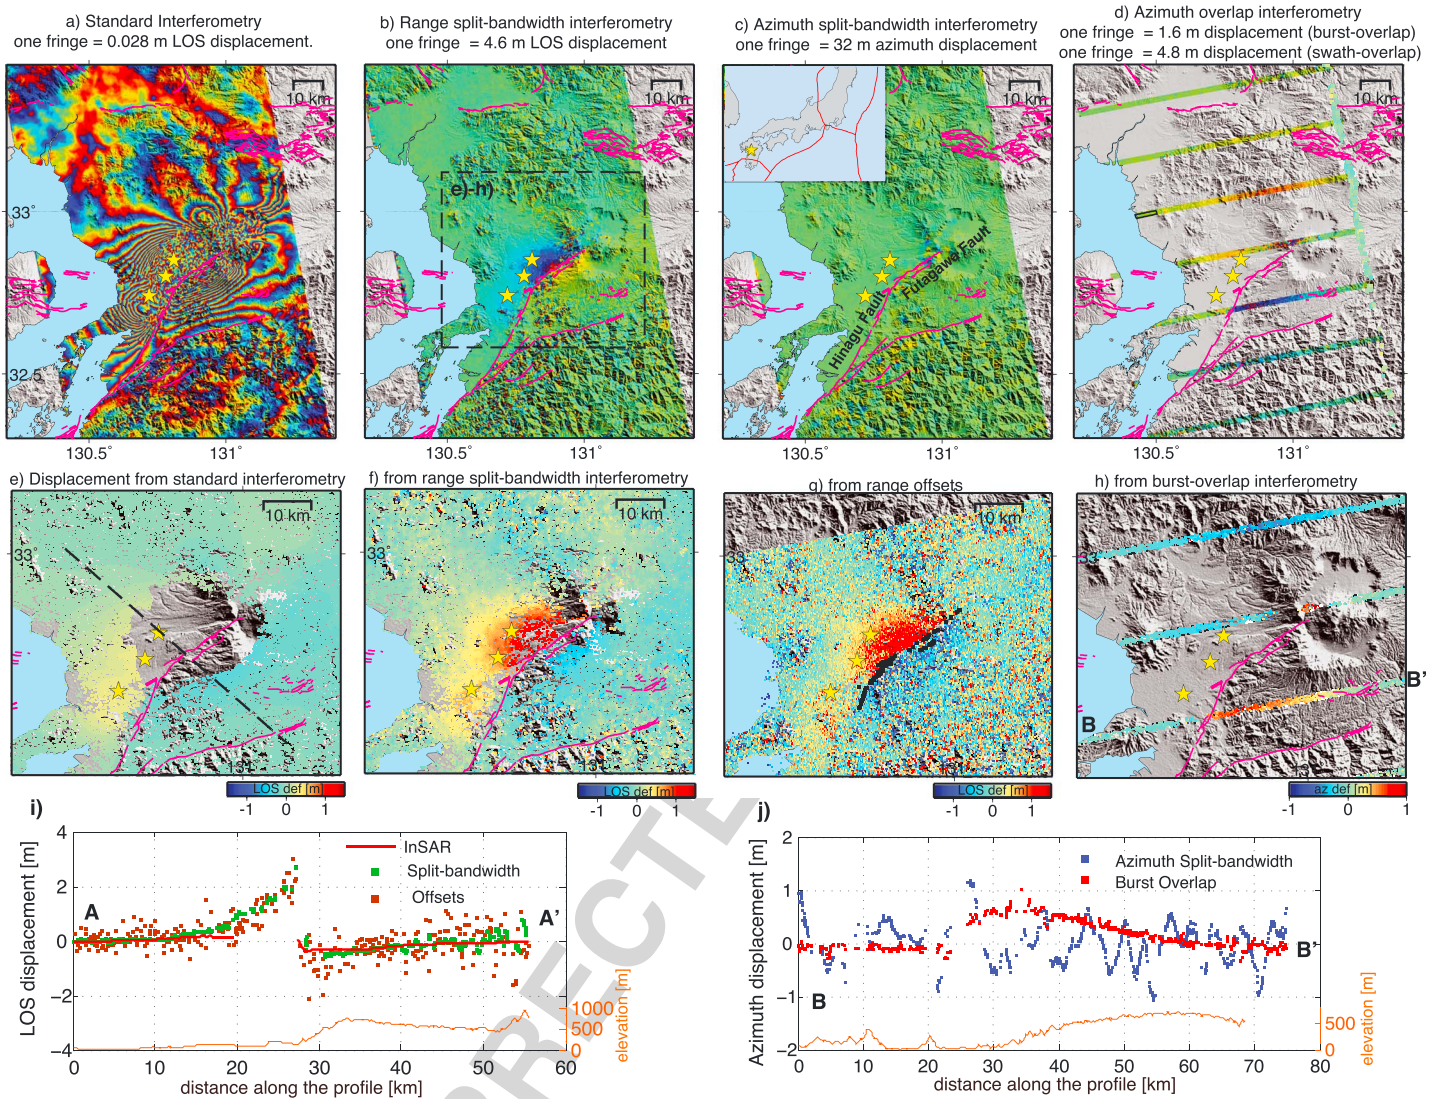 a) Standard Interferometry
one fringe = 0.028 m LOS displacement.
b) Range split-bandwidth interferometry
one fringe = 4.6 m LOS displacement
c) Azimuth split-bandwidth interferometry
one fringe = 32 m azimuth displacement
d) Azimuth overlap interferometry
one fringe = 1.6 m displacement (burst-overlap)
one fringe = 4.8 m displacement (swath-overlap)
10 km
10 km
10 km
10 km
e)-h)
Hinagu Fault
Futagawa Fault
33°
32.5
130.5°
131°
130.5°
131°
130.5°
131°
130.5°
131°
e) Displacement from standard interferometry
f) from range split-bandwidth interferometry
g) from range offsets
h) from burst-overlap interferometry
10 km
10 km
10 km
33
33
33
33
131
131
131
B
B'
LOS def [m]
-1 0 1
LOS def [m]
-1 0 1
LOS def [m]
-1 0 1
az def [m]
-1 0 1
i)
4
2
0
−2
−4
LOS displacement [m]
A
A'
InSAR
Split-bandwidth
Offsets
1000
500
0
elevation [m]
0 10 20 30 40 50 60
distance along the profile [km]
j)
2
1
0
−1
−2
Azimuth displacement [m]
Azimuth Split-bandwidth
Burst Overlap
B
B'
500
0
elevation [m]
0 10 20 30 40 50 60 70 80
distance along the profile [km]